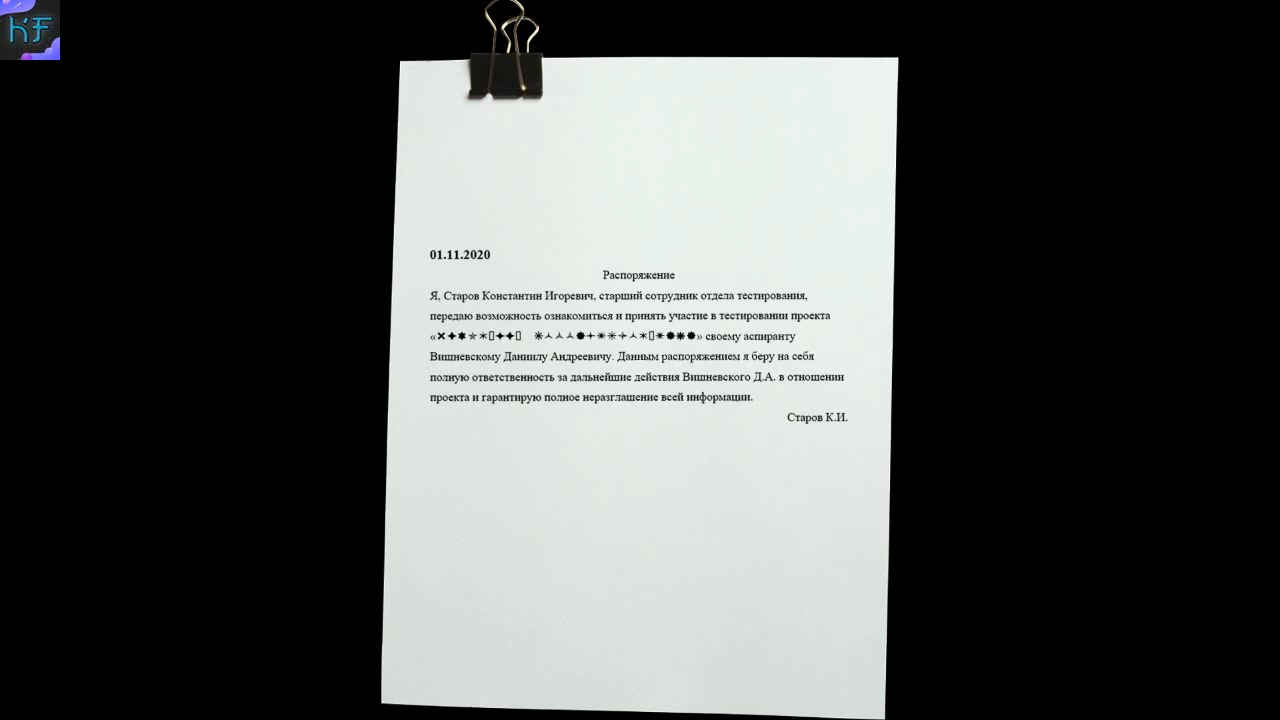 KF
01.11.2020
Распоряжение
Я, Старов Константин Игоревич, старший сотрудник отдела тестирования,
передаю возможность ознакомиться и принять участие в тестировании проекта
«» своему аспиранту
Вишневскому Даниилу Андреевичу. Данным распоряжением я беру на себя
полную ответственность за дальнейшие действия Вишневского Д.А. в отношении
проекта и гарантирую полное неразглашение всей информации.
Старов К.И.